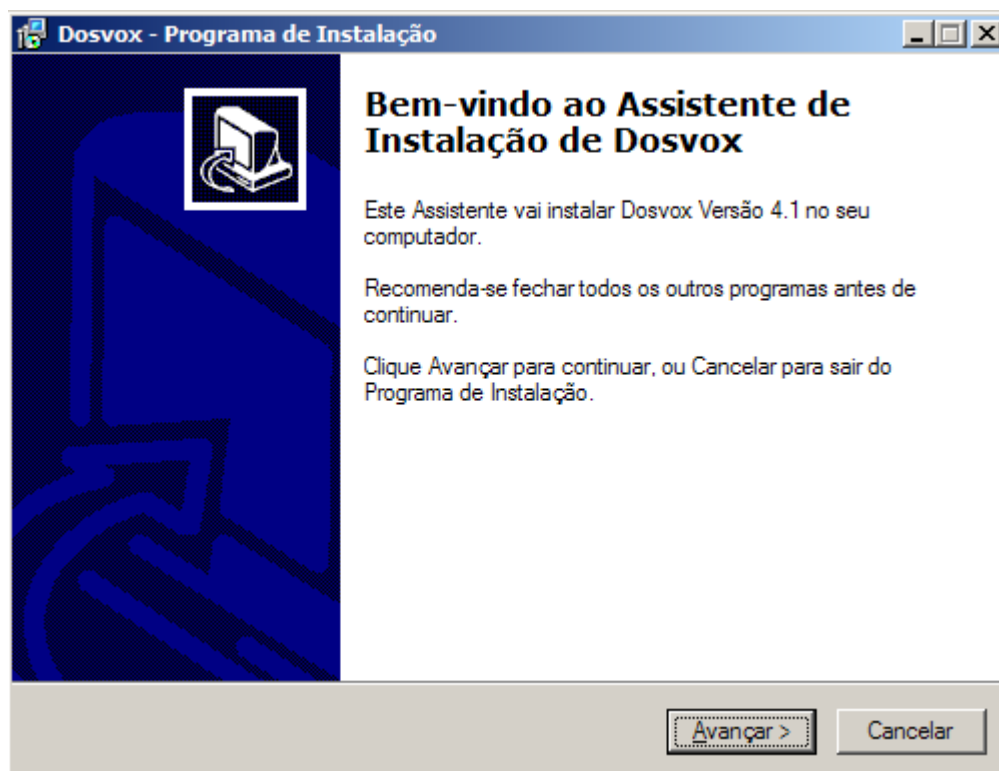 Dosvox - Programa de Instalação
Bem-vindo ao Assistente de
Instalação de Dosvox
Este Assistente vai instalar Dosvox Versão 4.1 no seu
computador.
Recomenda-se fechar todos os outros programas antes de
continuar.
Clique Avançar para continuar, ou Cancelar para sair do
Programa de Instalação.
Avançar >
Cancelar